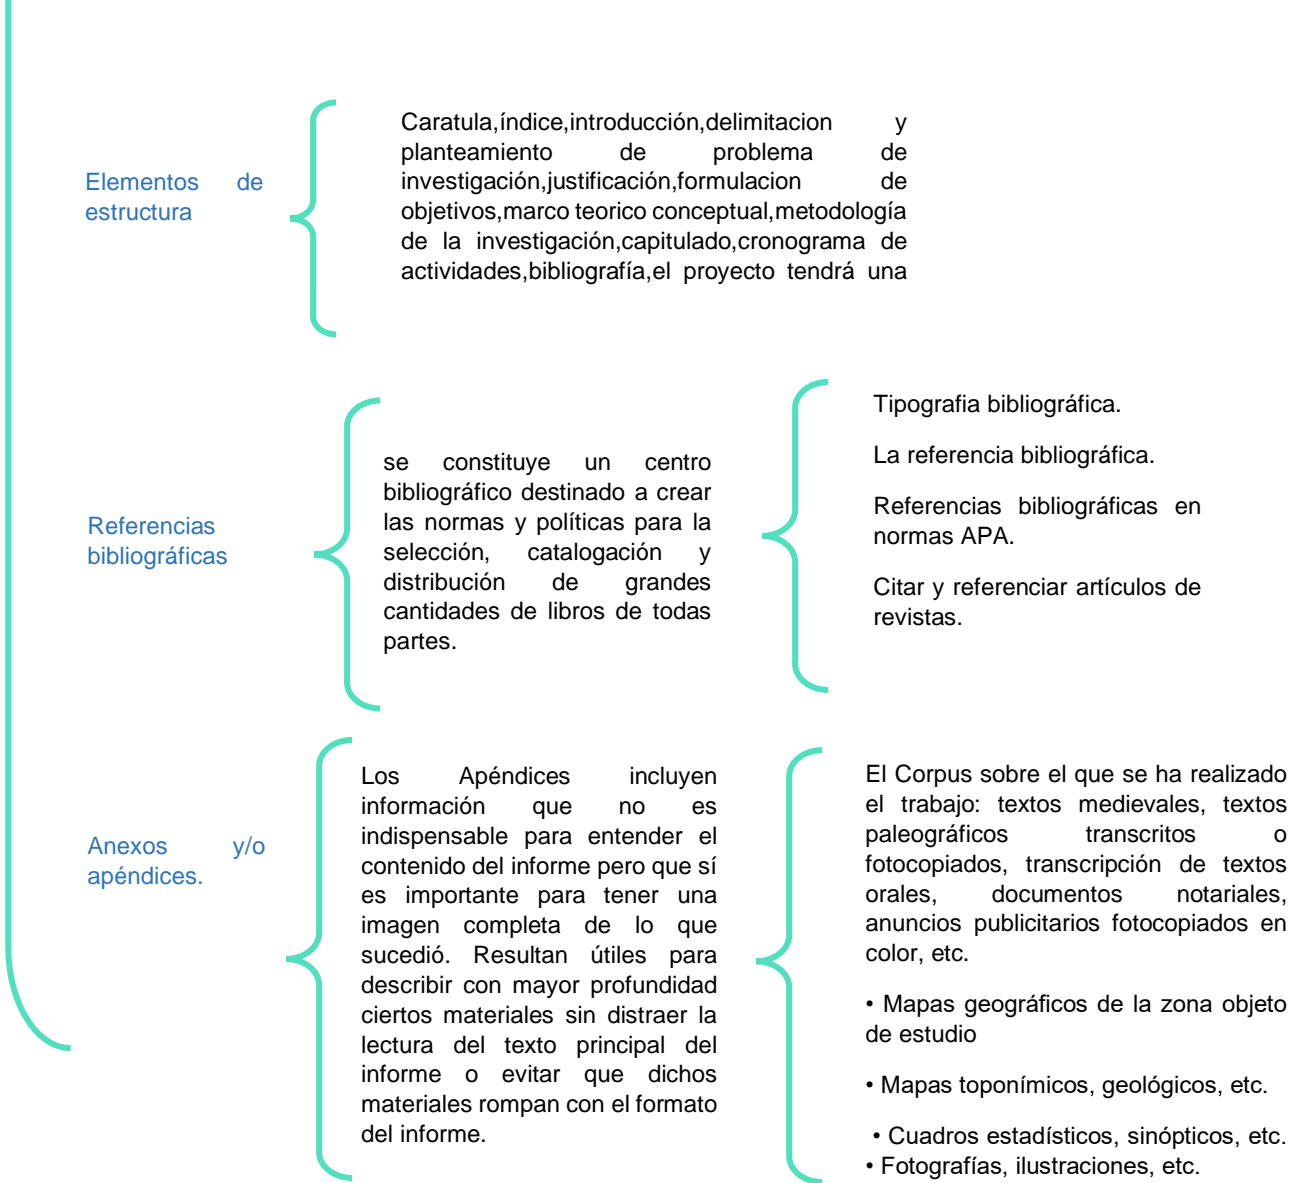 Elementos de
estructura
Caratula,índice,introducción,delimitacion y
planteamiento de problema de
investigación,justificación,formulacion de
objetivos,marco teorico conceptual,metodología
de la investigación,capitulado,cronograma de
actividades,bibliografía,el proyecto tendrá una
Referencias
bibliográficas
se constituye un centro
bibliográfico destinado a crear
las normas y políticas para la
selección, catalogación y
distribución de grandes
cantidades de libros de todas
partes.
Tipografia bibliográfica.
La referencia bibliográfica.
Referencias bibliográficas en
normas APA.
Citar y referenciar artículos de
revistas.
Anexos y/o
apéndices.
Los Apéndices incluyen
información que no es
indispensable para entender el
contenido del informe pero que sí
es importante para tener una
imagen completa de lo que
sucedió. Resultan útiles para
describir con mayor profundidad
ciertos materiales sin distraer la
lectura del texto principal del
informe o evitar que dichos
materiales rompan con el formato
del informe.
El Corpus sobre el que se ha realizado
el trabajo: textos medievales, textos
paleográficos transcritos o
fotocopiados, transcripción de textos
orales, documentos notariales,
anuncios publicitarios fotocopiados en
color, etc.
• Mapas geográficos de la zona objeto
de estudio
• Mapas toponímicos, geológicos, etc.
• Cuadros estadísticos, sinópticos, etc.
• Fotografías, ilustraciones, etc.